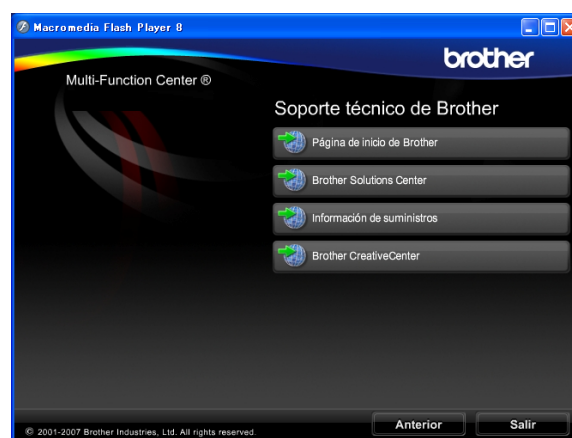 Macromedia Flash Player 8
brother
Multi-Function Center ®
Soporte técnico de Brother
Página de inicio de Brother
Brother Solutions Center
Información de suministros
Brother CreativeCenter
Anterior
Salir
© 2001-2007 Brother Industries, Ltd. All rights reserved.